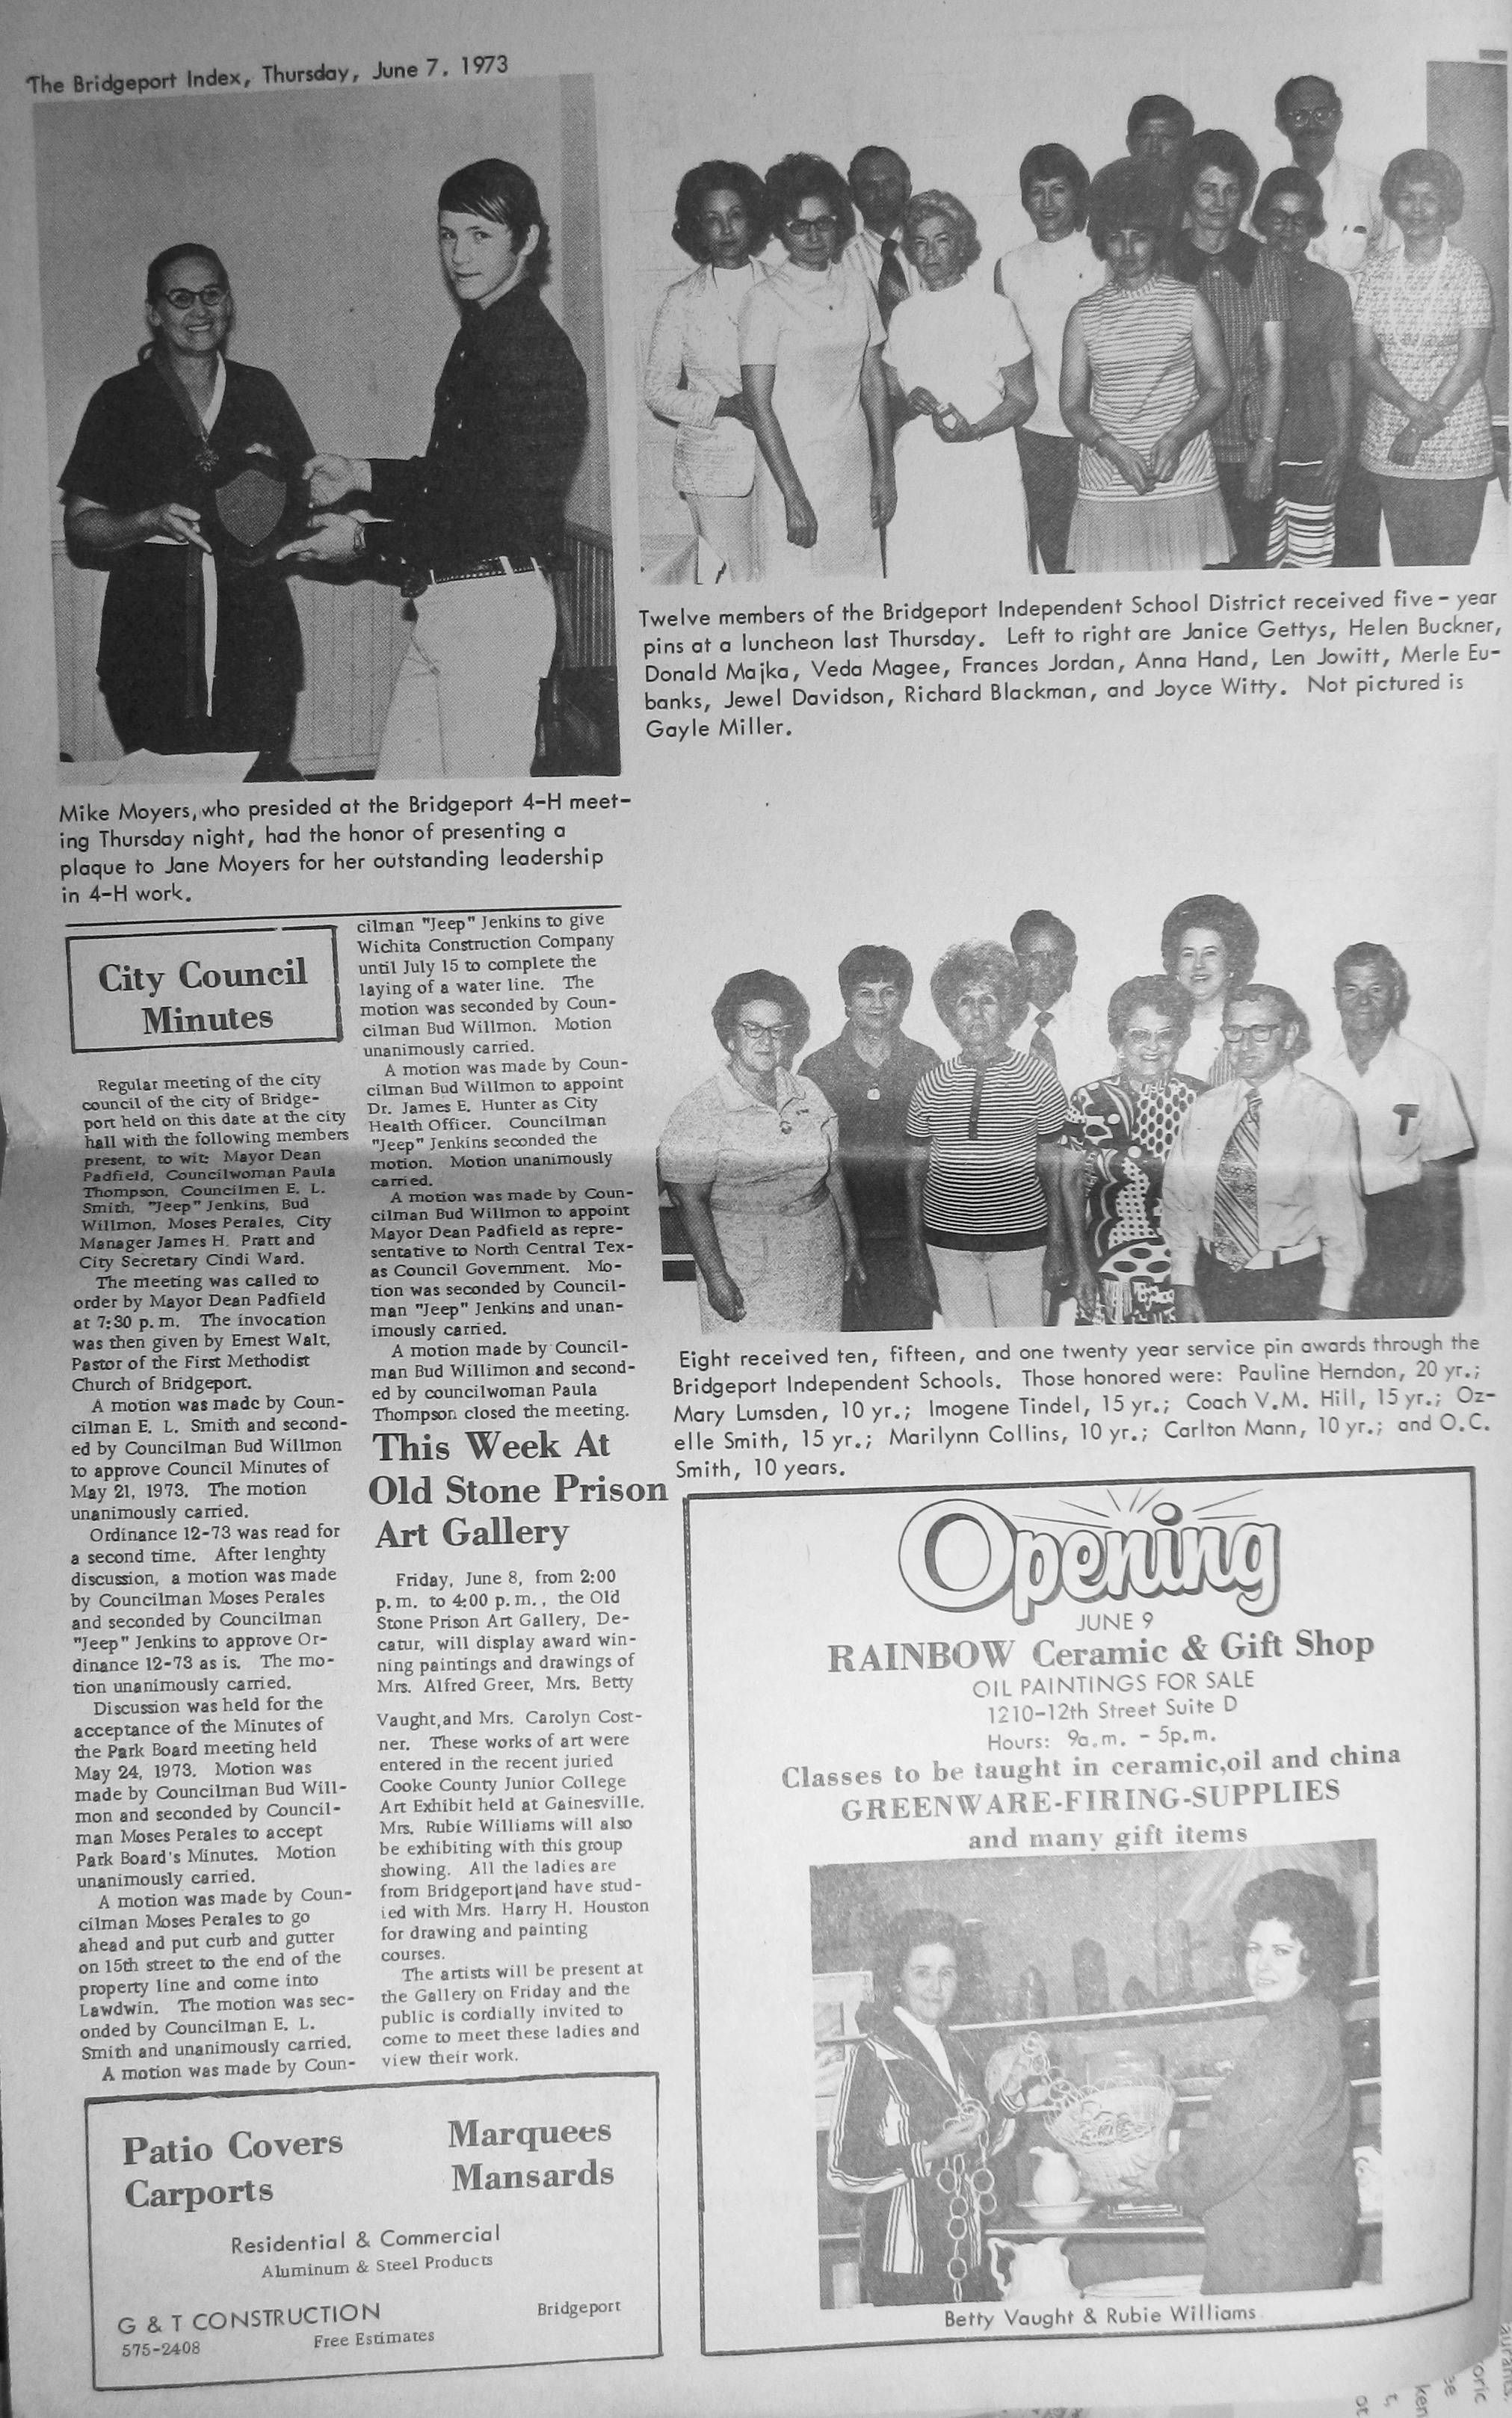 The Bridgeport Index, Thursday, June 7, 1973
Mike Moyers, who presided at the Bridgeport 4-H meet-
ing Thursday night, had the honor of presenting a
plaque to Jane Moyers for her outstanding leadership
in 4-H work.
Twelve members of the Bridgeport Independent School District received five-year
pins at a luncheon last Thursday. Left to right are Janice Gettys, Helen Buckner,
Donald Majka, Veda Magee, Frances Jordan, Anna Hand, Len Jowitt, Merle Eu-
banks, Jewel Davidson, Richard Blackman, and Joyce Witty. Not pictured is
Gayle Miller.
Eight received ten, fifteen, and one twenty year service pin awards through the
Bridgeport Independent Schools. Those honored were: Pauline Herndon, 20 yr.;
Mary Lumsden, 10 yr.; Imogene Tindel, 15 yr.; Coach V.M. Hill, 15 yr.; Oz-
elle Smith, 15 yr.; Marilynn Collins, 10 yr.; Carlton Mann, 10 yr.; and O.C.
Smith, 10 years.
City Council
Minutes
Regular meeting of the city
council of the city of Bridge-
port held on this date at the city
hall with the following members
present, to wit: Mayor Dean
Padfield, Councilwoman Paula
Thompson, Councilmen E. L.
Smith, "Jeep" Jenkins, Bud
Willmon, Moses Perales, City
Manager James H. Pratt and
City Secretary Cindi Ward.
The meeting was called to
order by Mayor Dean Padfield
at 7:30 p.m. The invocation
was then given by Ernest Walt,
Pastor of the First Methodist
Church of Bridgeport.
A motion was made by Coun-
cilman E. L. Smith and second-
ed by Councilman Bud Willmon
to approve Council Minutes of
May 21, 1973. The motion
unanimously carried.
Ordinance 12-73 was read for
a second time. After lenghty
discussion, a motion was made
by Councilman Moses Perales
and seconded by Councilman
"Jeep" Jenkins to approve Or-
dinance 12-73 as is. The mo-
tion unanimously carried.
Discussion was held for the
acceptance of the Minutes of
the Park Board meeting held
May 24, 1973. Motion was
made by Councilman Bud Will-
mon and seconded by Council-
man Moses Perales to accept
Park Board's Minutes. Motion
unanimously carried.
A motion was made by Coun-
cilman Moses Perales to go
ahead and put curb and gutter
on 15th street to the end of the
property line and come into
Lawdwin. The motion was sec-
onded by Councilman E. L.
Smith and unanimously carried.
A motion was made by Coun-
cilman "Jeep" Jenkins to give
Wichita Construction Company
until July 15 to complete the
laying of a water line. The
motion was seconded by Coun-
cilman Bud Willmon. Motion
unanimously carried.
A motion was made by Coun-
cilman Bud Willmon to appoint
Dr. James E. Hunter as City
Health Officer. Councilman
"Jeep" Jenkins seconded the
motion. Motion unanimously
carried.
A motion was made by Coun-
cilman Bud Willmon to appoint
Mayor Dean Padfield as repre-
sentative to North Central Tex-
as Council Government. Mo-
tion was seconded by Council-
man "Jeep" Jenkins and unan-
imously carried.
A motion made by Council-
man Bud Willimon and second-
ed by councilwoman Paula
Thompson closed the meeting.
This Week At
Old Stone Prison
Art Gallery
Friday, June 8, from 2:00
p.m. to 4:00 p.m., the Old
Stone Prison Art Gallery, De-
catur, will display award win-
ning paintings and drawings of
Mrs. Alfred Greer, Mrs. Betty
Vaught, and Mrs. Carolyn Cost-
ner. These works of art were
entered in the recent juried
Cooke County Junior College
Art Exhibit held at Gainesville.
Mrs. Rubie Williams will also
be exhibiting with this group
showing. All the ladies are
from Bridgeport and have stud-
ied with Mrs. Harry H. Houston
for drawing and painting
courses.
The artists will be present at
the Gallery on Friday and the
public is cordially invited to
come to meet these ladies and
view their work.
Patio Covers
Carports
Marquees
Mansards
Residential & Commercial
Aluminum & Steel Products
G & T CONSTRUCTION
Bridgeport
575-2408
Free Estimates
Opening
JUNE 9
RAINBOW Ceramic & Gift Shop
OIL PAINTINGS FOR SALE
1210-12th Street Suite D
Hours: 9a.m. - 5p.m.
Classes to be taught in ceramic,oil and china
GREENWARE-FIRING-SUPPLIES
and many gift items
Betty Vaught & Rubie Williams